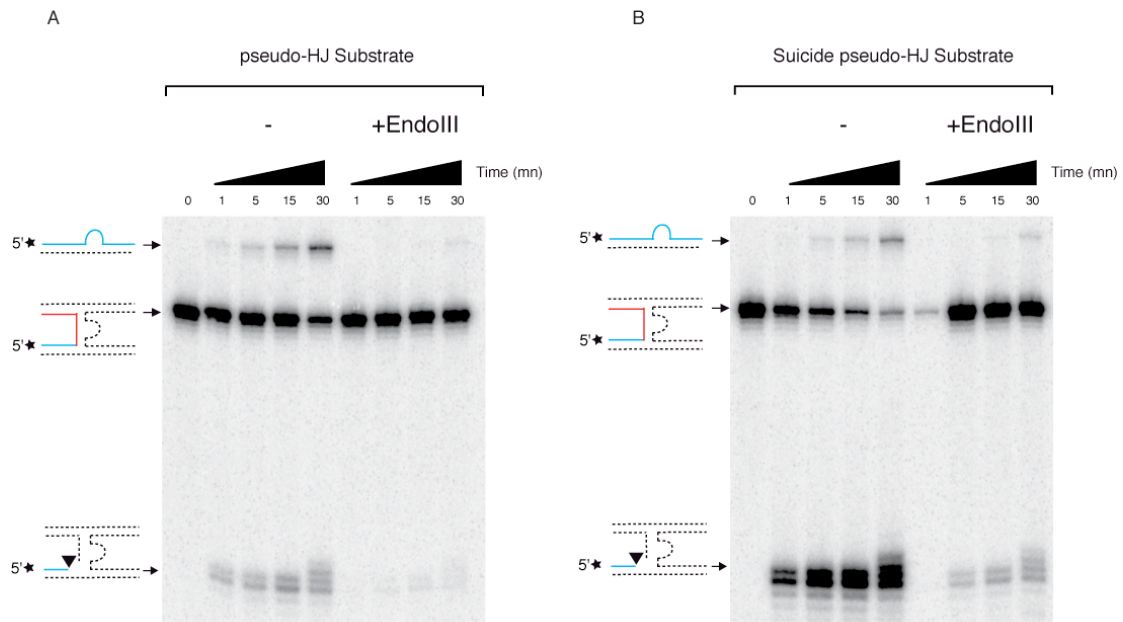 A
B
pseudo-HJ Substrate
Suicide pseudo-HJ Substrate
- +EndoIII
- +EndoIII
Time (mn)
Time (mn)
0 1 5 15 30 1 5 15 30
0 1 5 15 30 1 5 15 30
5'★
5'★
5'★
5'★
5'★
5'★